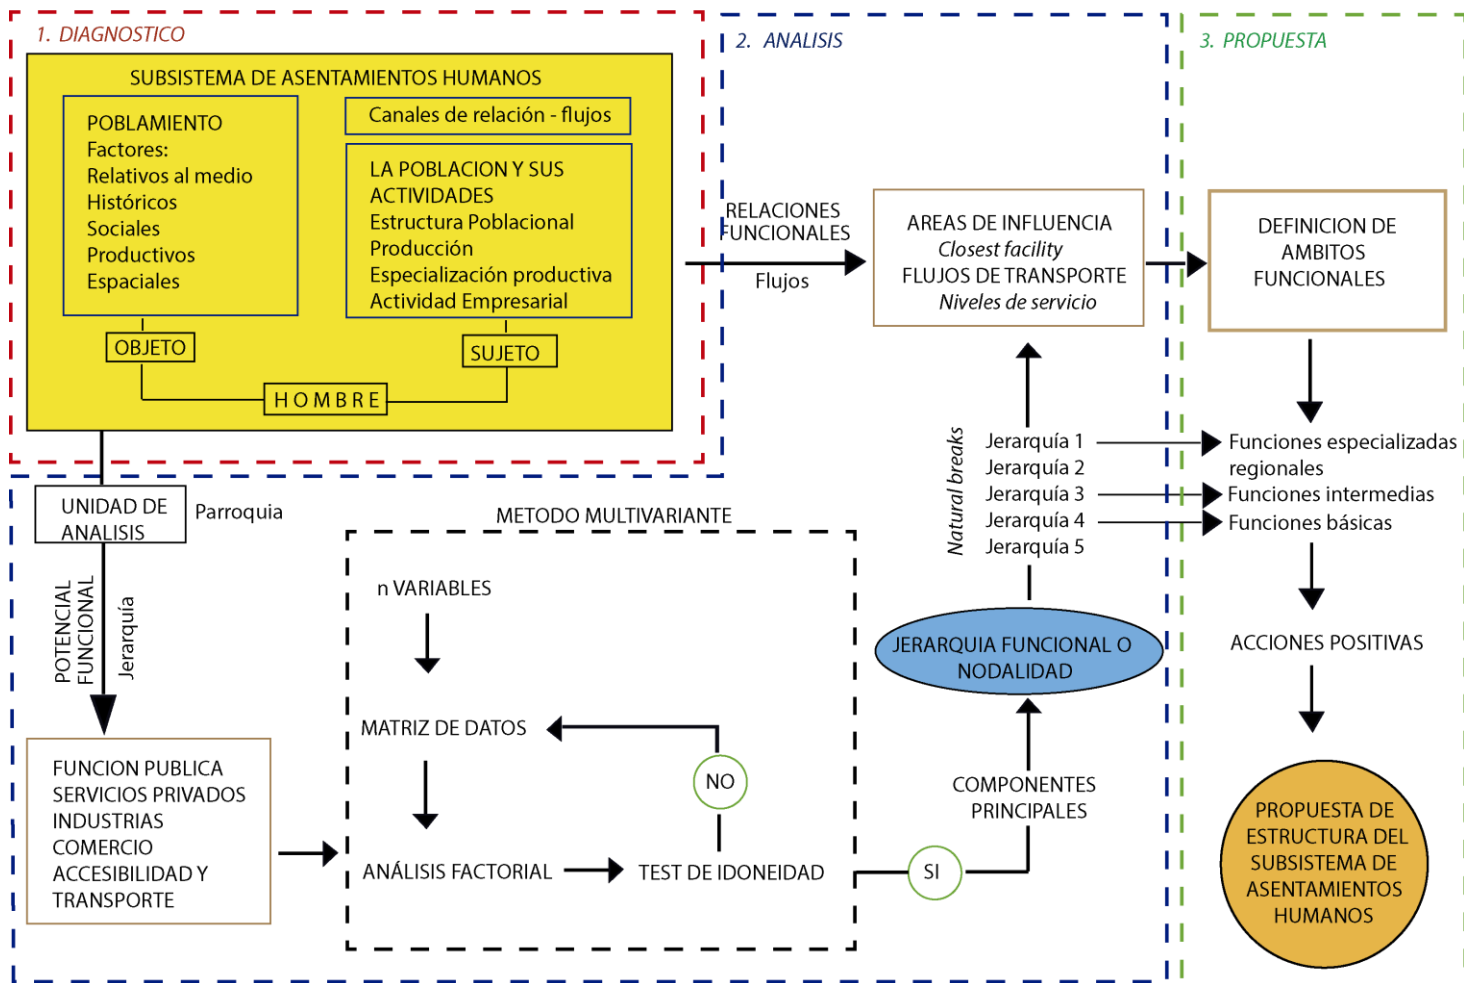 1. DIAGNOSTICO
SUBSISTEMA DE ASENTAMIENTOS HUMANOS
POBLAMIENTO
Factores:
Relativos al medio
Históricos
Sociales
Productivos
Espaciales
OBJETO
Canales de relación - flujos
LA POBLACION Y SUS
ACTIVIDADES
Estructura Poblacional
Producción
Especialización productiva
Actividad Empresarial
SUJETO
HOMBRE
2. ANALISIS
RELACIONES
FUNCIONALES
Flujos
AREAS DE INFLUENCIA
Closest facility
FLUJOS DE TRANSPORTE
Niveles de servicio
UNIDAD DE
ANALISIS
Parroquia
POTENCIAL
FUNCIONAL
Jerarquía
FUNCION PUBLICA
SERVICIOS PRIVADOS
INDUSTRIAS
COMERCIO
ACCESIBILIDAD Y
TRANSPORTE
METODO MULTIVARIANTE
n VARIABLES
MATRIZ DE DATOS
NO
ANÁLISIS FACTORIAL
TEST DE IDONEIDAD
SI
COMPONENTES
PRINCIPALES
JERARQUIA FUNCIONAL O
NODALIDAD
Natural breaks
Jerarquía 1
Jerarquía 2
Jerarquía 3
Jerarquía 4
Jerarquía 5
3. PROPUESTA
DEFINICION DE
AMBITOS
FUNCIONALES
Funciones especializadas
regionales
Funciones intermedias
Funciones básicas
ACCIONES POSITIVAS
PROPUESTA DE
ESTRUCTURA DEL
SUBSISTEMA DE
ASENTAMIENTOS
HUMANOS